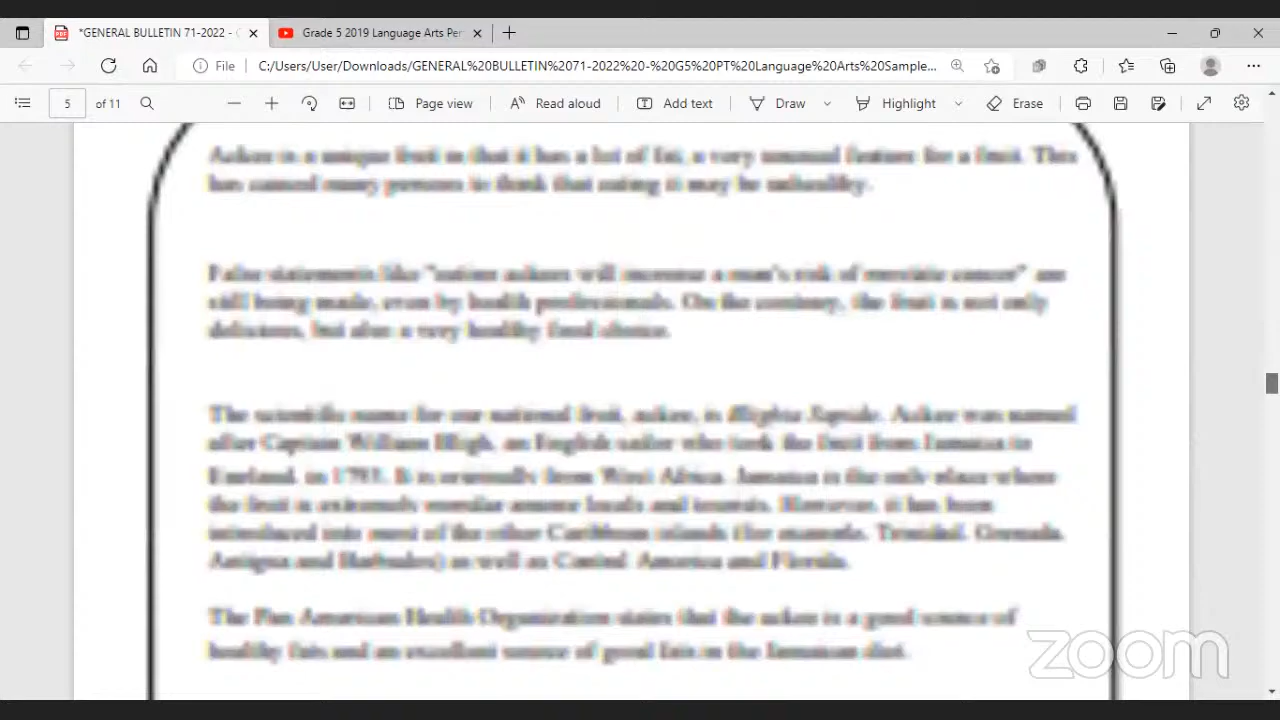 *GENERAL BULLETIN 71-2022 -
Grade 5 2019 Language Arts Per
File
C:/Users/User/Downloads/GENERAL%20BULLETIN%2071-2022%20-%20G5%20PT%20Language%20Arts%20Sample...
5 of 11
Page view
Read aloud
Add text
Draw
Highlight
Erase
Ackee is a unique fruit in that it has a lot of fat, a very unusual feature for a fruit. This
has caused many persons to think that eating it may be unhealthy.
False statements like "eating ackees will increase a man's risk of prostate cancer" are
still being made, even by health professionals. On the contrary, the fruit is not only
delicious, but also a very healthy food choice.
The scientific name for our national fruit, ackee, is Blighia Sapida. Ackee was named
after Captain William Bligh, an English sailor who took the fruit from Jamaica to
England, in 1793. It is originally from West Africa. Jamaica is the only place where
the fruit is extremely popular among locals and tourists. However, it has been
introduced into most of the other Caribbean islands (for example, Trinidad, Grenada,
Antigua and Barbados) as well as Central America and Florida.
The Pan American Health Organization states that the ackee is a good source of
healthy fats and an excellent source of good fats in the Jamaican diet.
zoom